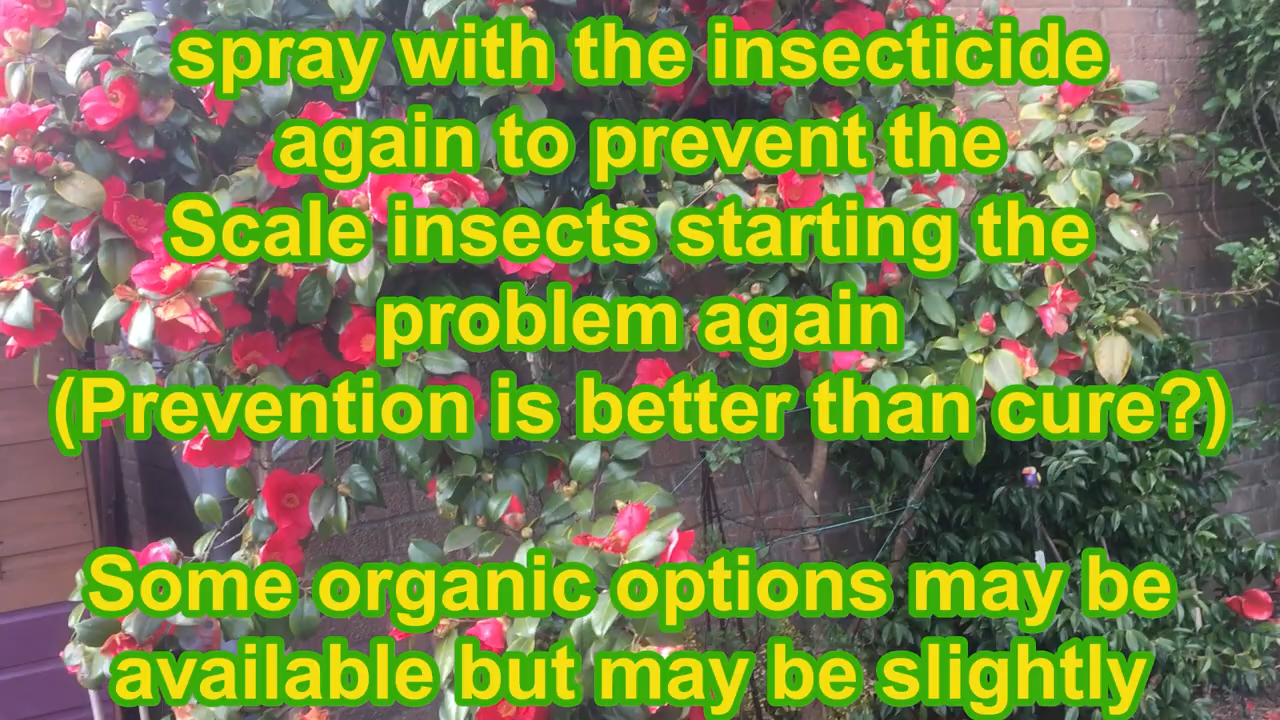 spray with the insecticide
again to prevent the
Scale insects starting the
problem again
(Prevention is better than cure?)
Some organic options may be
available but may be slightly